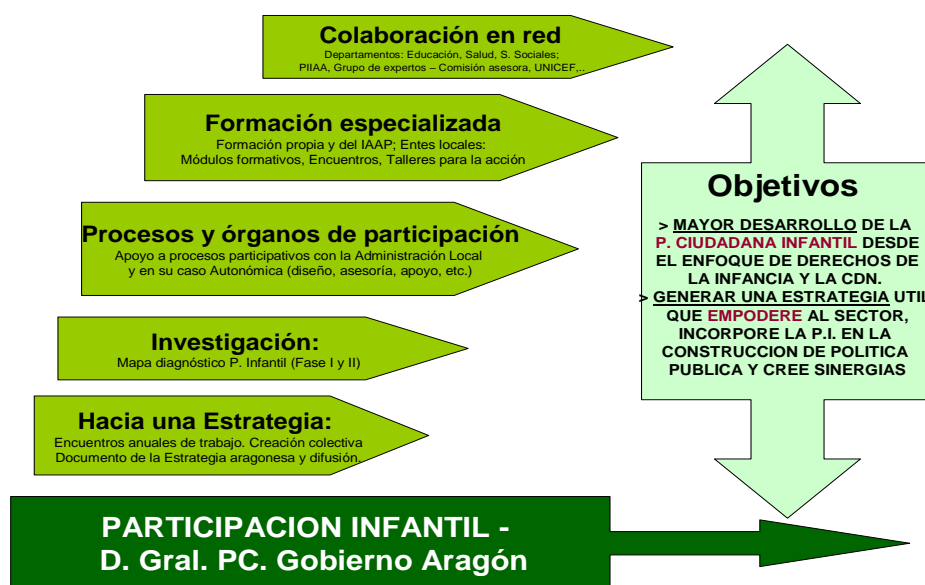 Colaboración en red
Departamentos: Educación, Salud, S. Sociales;
PIIAA, Grupo de expertos – Comisión asesora, UNICEF,..
Formación especializada
Formación propia y del IAAP; Entes locales:
Módulos formativos, Encuentros, Talleres para la acción
Procesos y órganos de participación
Apoyo a procesos participativos con la Administración Local
y en su caso Autonómica (diseño, asesoría, apoyo, etc.)
Investigación:
Mapa diagnóstico P. Infantil (Fase I y II)
Hacia una Estrategia:
Encuentros anuales de trabajo. Creación colectiva
Documento de la Estrategia aragonesa y difusión.
Objetivos
> MAYOR DESARROLLO DE LA
P. CIUDADANA INFANTIL DESDE
EL ENFOQUE DE DERECHOS DE
LA INFANCIA Y LA CDN.
> GENERAR UNA ESTRATEGIA UTIL
QUE EMPODERE AL SECTOR,
INCORPORE LA P.I. EN LA
CONSTRUCCION DE POLITICA
PUBLICA Y CREE SINERGIAS
PARTICIPACION INFANTIL -
D. Gral. PC. Gobierno Aragón